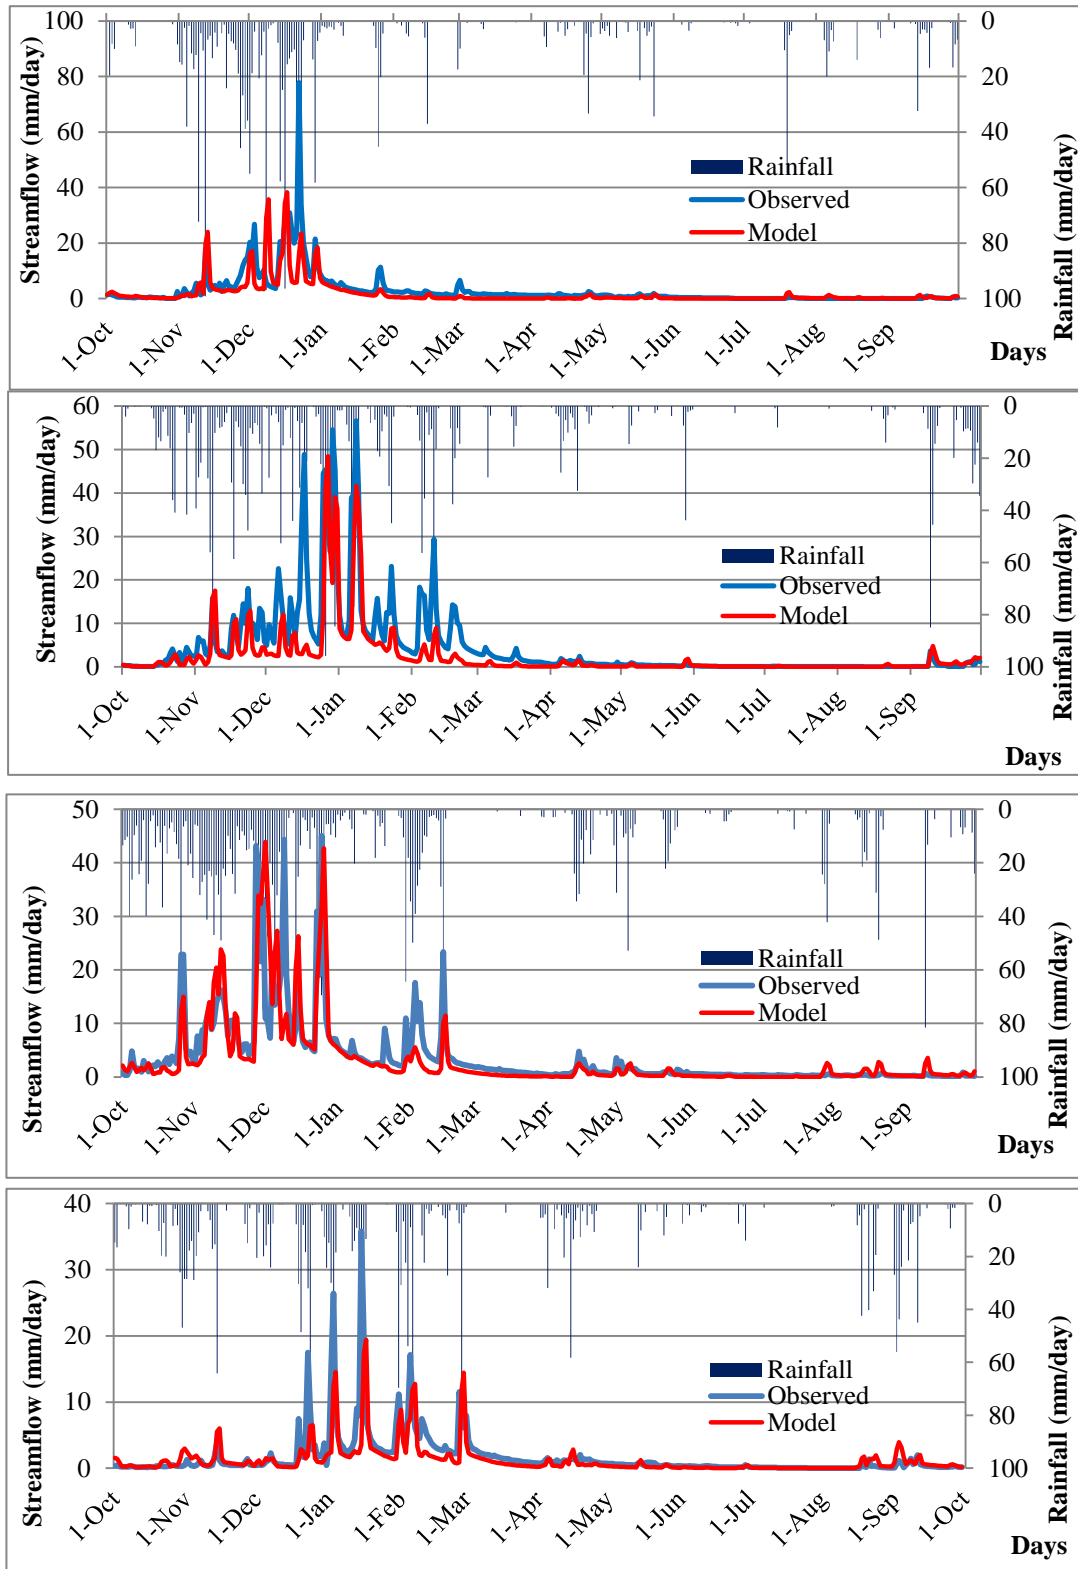 Streamflow (mm/day)
100
80
60
40
20
0
0
20
40
60
80
100
Rainfall (mm/day)
Rainfall
Observed
Model
1-Oct
1-Nov
1-Dec
1-Jan
1-Feb
1-Mar
1-Apr
1-May
1-Jun
1-Jul
1-Aug
1-Sep
Days
Streamflow (mm/day)
60
50
40
30
20
10
0
0
20
40
60
80
100
Rainfall (mm/day)
Rainfall
Observed
Model
1-Oct
1-Nov
1-Dec
1-Jan
1-Feb
1-Mar
1-Apr
1-May
1-Jun
1-Jul
1-Aug
1-Sep
Days
Streamflow (mm/day)
50
40
30
20
10
0
0
20
40
60
80
100
Rainfall (mm/day)
Rainfall
Observed
Model
1-Oct
1-Nov
1-Dec
1-Jan
1-Feb
1-Mar
1-Apr
1-May
1-Jun
1-Jul
1-Aug
1-Sep
Days
Streamflow (mm/day)
40
30
20
10
0
0
20
40
60
80
100
Rainfall (mm/day)
Rainfall
Observed
Model
1-Oct
1-Nov
1-Dec
1-Jan
1-Feb
1-Mar
1-Apr
1-May
1-Jun
1-Jul
1-Aug
1-Sep
1-Oct
Days